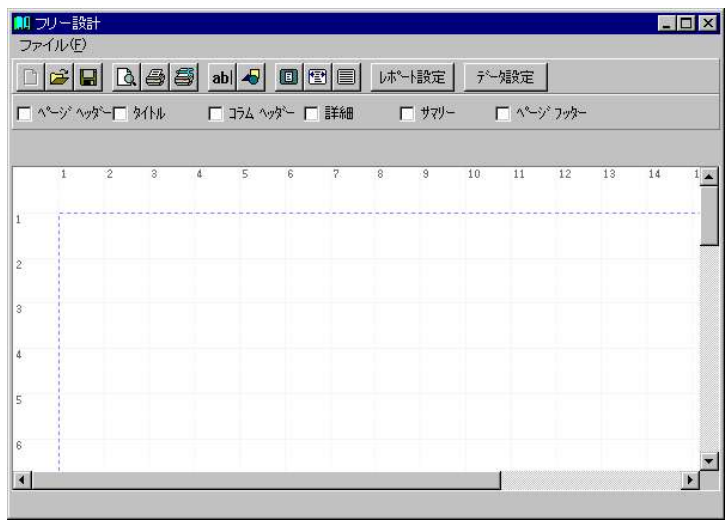 フリー設計
ファイル(F)
ab| ﾚﾎﾟｰﾄ設定 ﾃﾞｰﾀ設定
ﾍﾟｰｼﾞ ﾍｯﾀﾞｰ ﾀｲﾄﾙ ｺﾗﾑ ﾍｯﾀﾞｰ 詳細 ｻﾏﾘｰ ﾍﾟｰｼﾞ ﾌｯﾀｰ
1 2 3 4 5 6 7 8 9 10 11 12 13 14 1
1
2
3
4
5
6